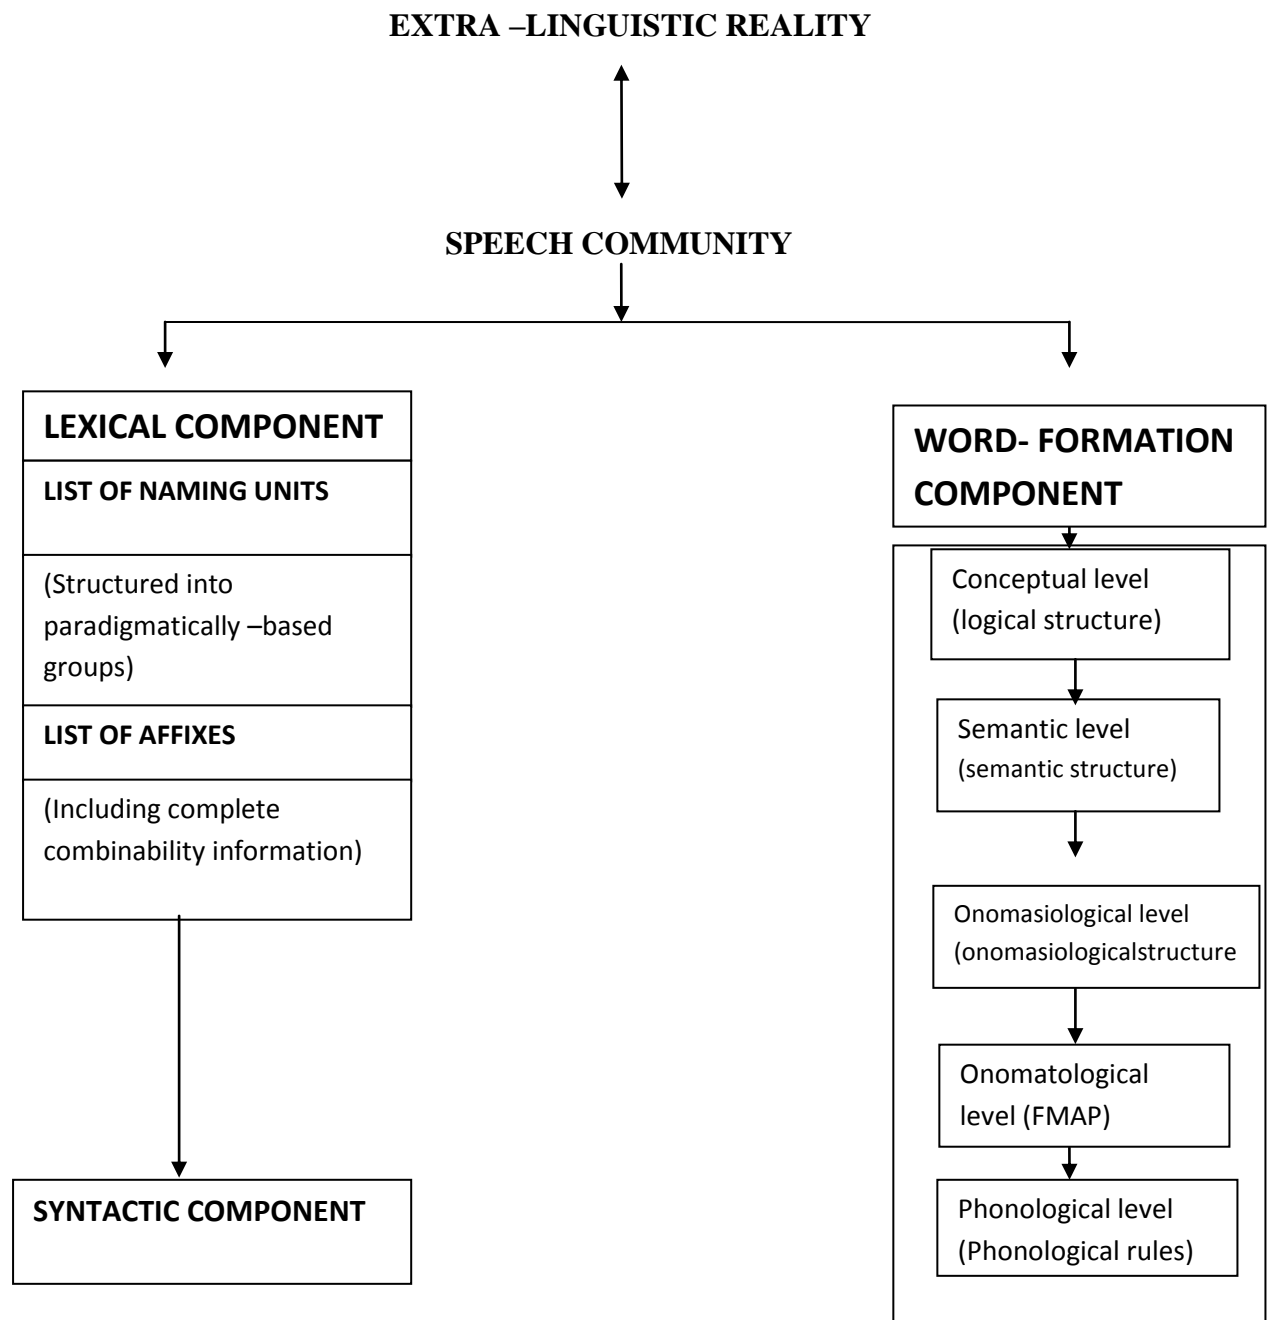 EXTRA –LINGUISTIC REALITY
SPEECH COMMUNITY
LEXICAL COMPONENT
LIST OF NAMING UNITS
(Structured into
paradigmatically –based
groups)
LIST OF AFFIXES
(Including complete
combinability information)
SYNTACTIC COMPONENT
WORD- FORMATION
COMPONENT
Conceptual level
(logical structure)
Semantic level
(semantic structure)
Onomasiological level
(onomasiologicalstructure
Onomatological
level (FMAP)
Phonological level
(Phonological rules)